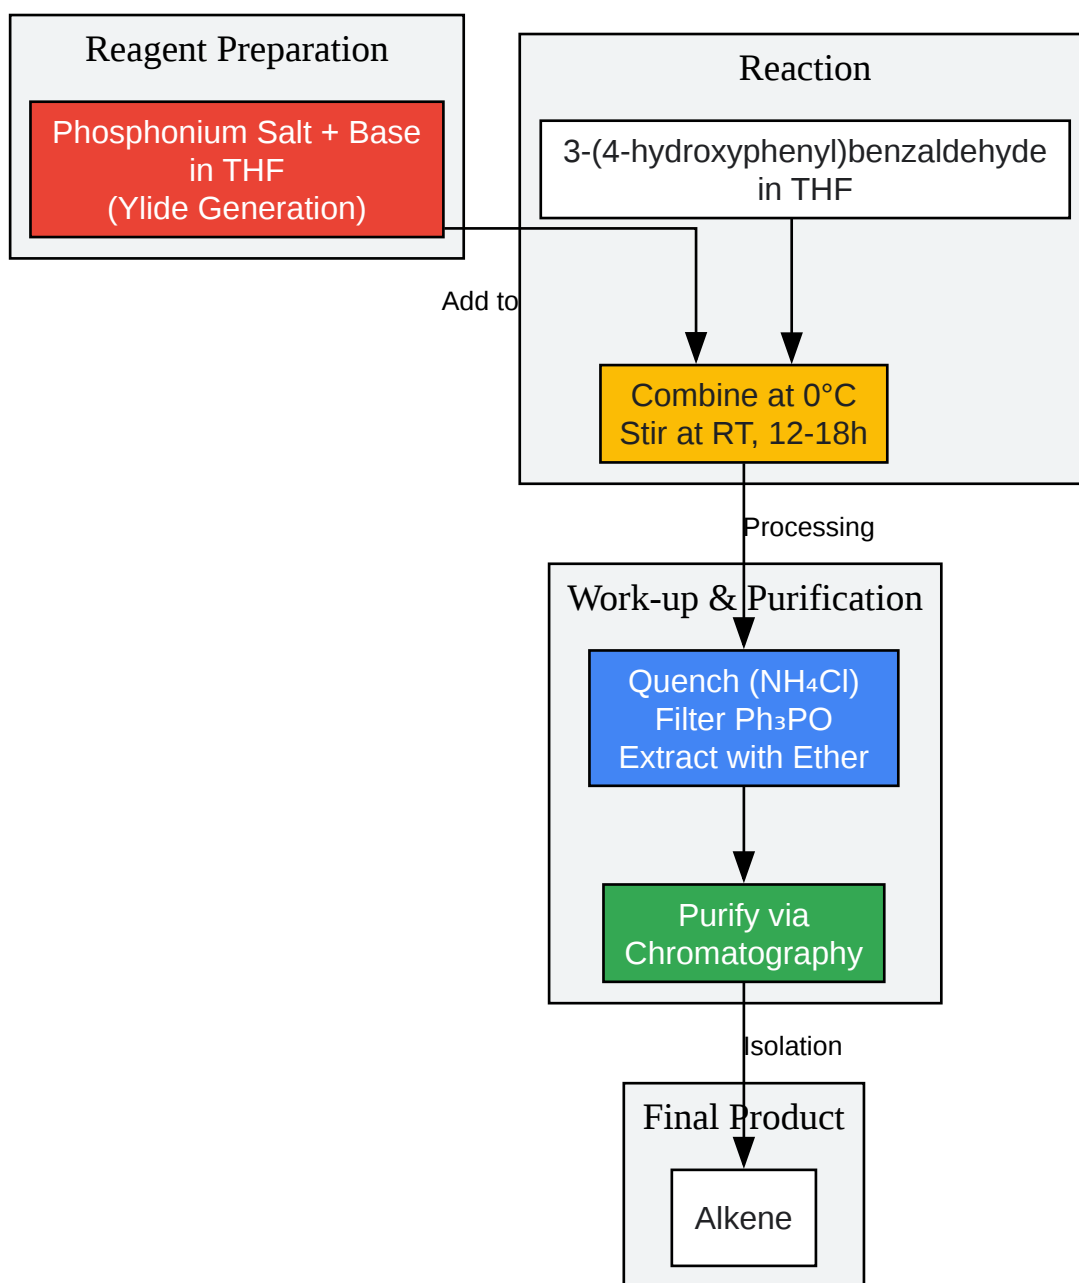 Reagent Preparation
Phosphonium Salt + Base
in THF
(Ylide Generation)
Reaction
3-(4-hydroxyphenyl)benzaldehyde
in THF
Add to
Combine at 0°C
Stir at RT, 12-18h
Processing
Work-up & Purification
Quench (NH₄Cl)
Filter Ph₃PO
Extract with Ether
Purify via
Chromatography
Isolation
Final Product
Alkene